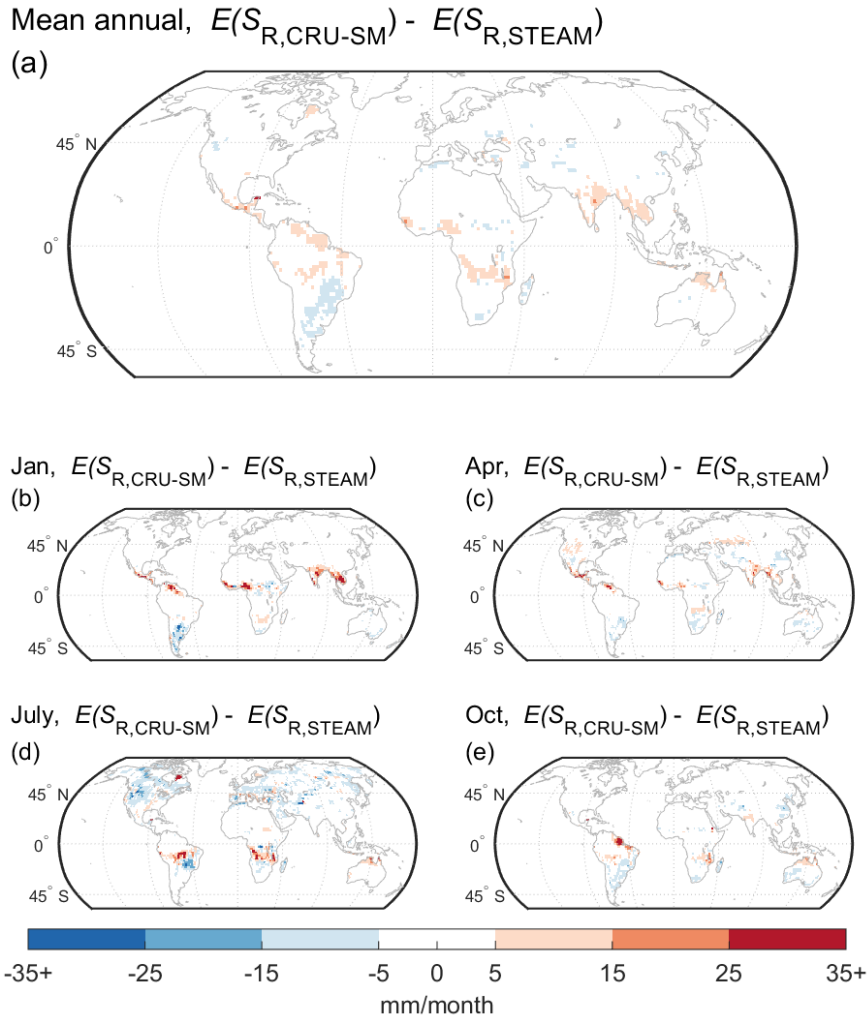 Mean annual, E(S_R,CRU-SM) - E(S_R,STEAM)
(a)
45° N
0°
45° S
Jan, E(S_R,CRU-SM) - E(S_R,STEAM)
(b)
45° N
0°
45° S
Apr, E(S_R,CRU-SM) - E(S_R,STEAM)
(c)
45° N
0°
45° S
July, E(S_R,CRU-SM) - E(S_R,STEAM)
(d)
45° N
0°
45° S
Oct, E(S_R,CRU-SM) - E(S_R,STEAM)
(e)
45° N
0°
45° S
-35+ -25 -15 -5 0 5 15 25 35+
mm/month